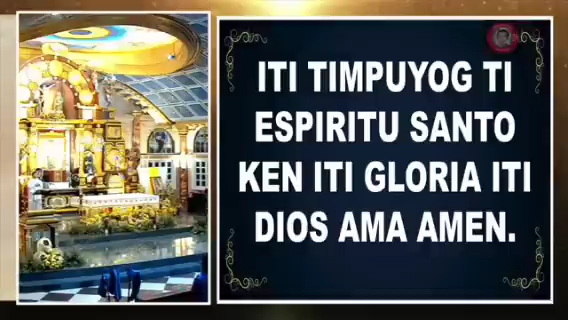 ITI TIMPUYOG TI
ESPIRITU SANTO
KEN ITI GLORIA ITI
DIOS AMA AMEN.